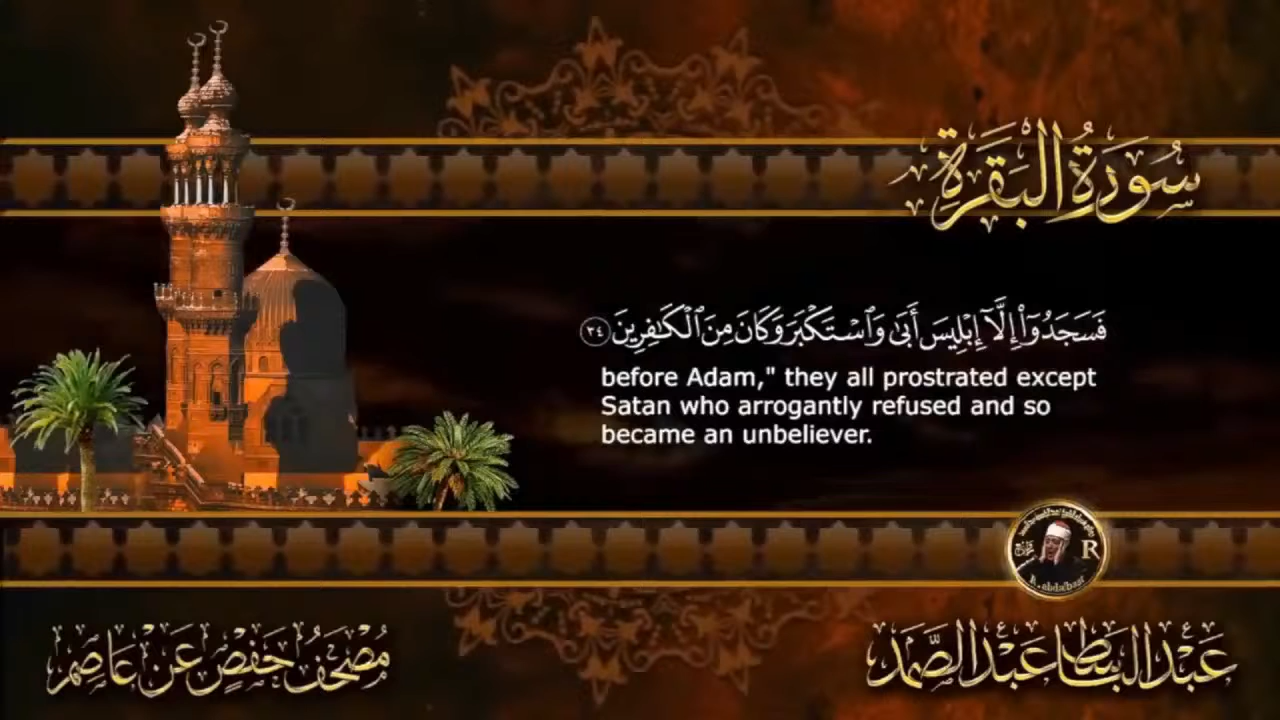 سُورَةُ الْبَقَرَةِ
فَسَجَدُوٓا۟ إِلَّآ إِبْلِيسَ أَبَىٰ وَٱسْتَكْبَرَ وَكَانَ مِنَ ٱلْكَـٰفِرِينَ ٣٤
before Adam," they all prostrated except
Satan who arrogantly refused and so
became an unbeliever.
R
عَبْدُ الْبَاسِطِ عَبْدُ الصَّمَدِ
مُصْحَفُ حَفْصٍ عَنْ عَاصِمٍ